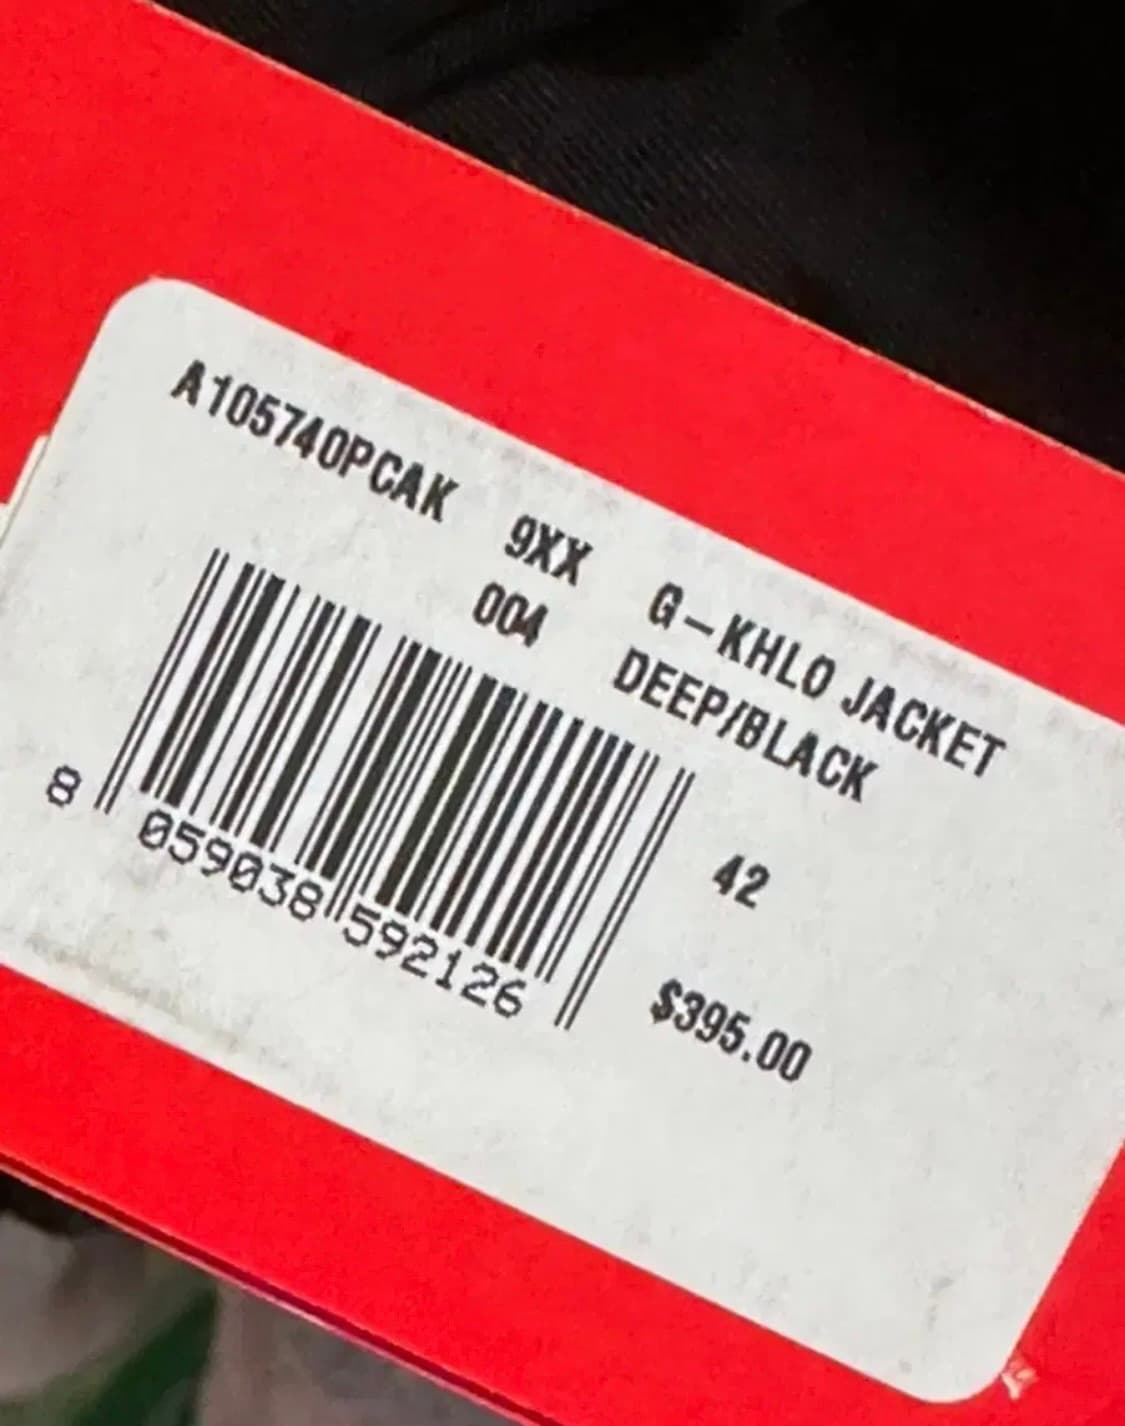 A105740PCAK 9XX G-KHLO JACKET
004 DEEP/BLACK
42
8 059038 592126
$395.00